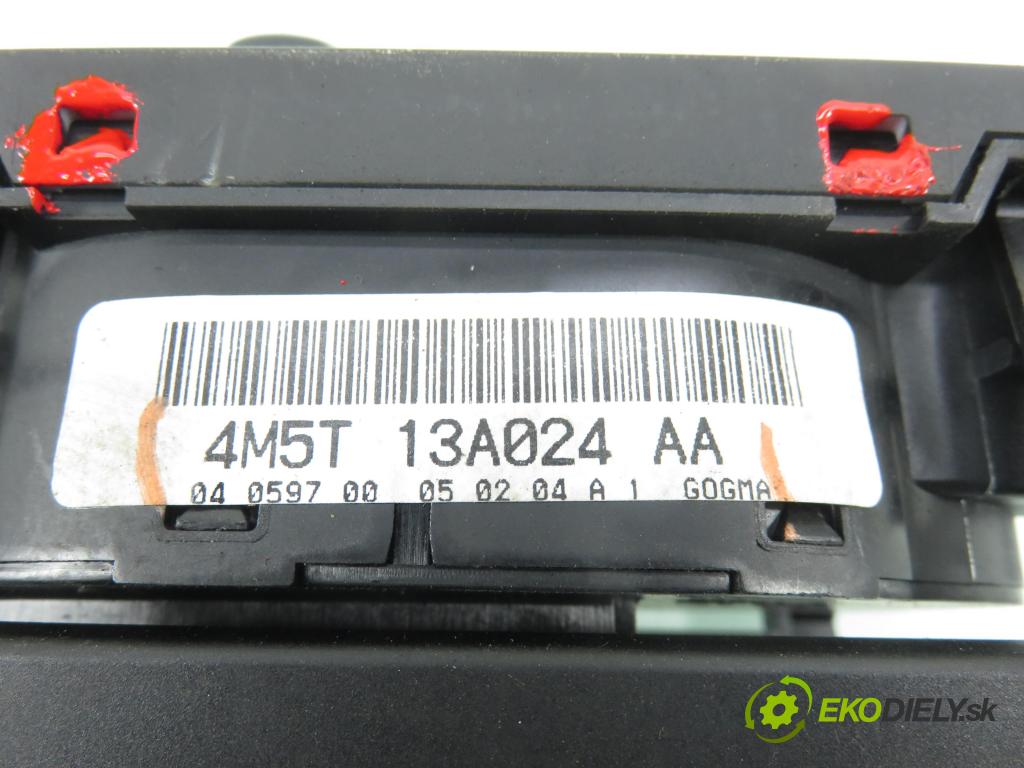 4M5T 13A024 AA
04 0597 00 05 02 04 A 1 GOGMA
EKODIELY.sk